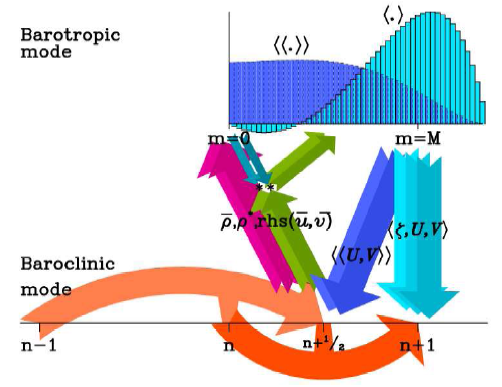 Barotropic
mode
⟨⟨.⟩⟩
⟨.⟩
m=0
m=M
**
ρ̅,ρ*,rhs(u̅,v̅)
⟨ζ,U,V⟩
⟨⟨U,V⟩⟩
Baroclinic
mode
n−1
n
n+¹/₂
n+1